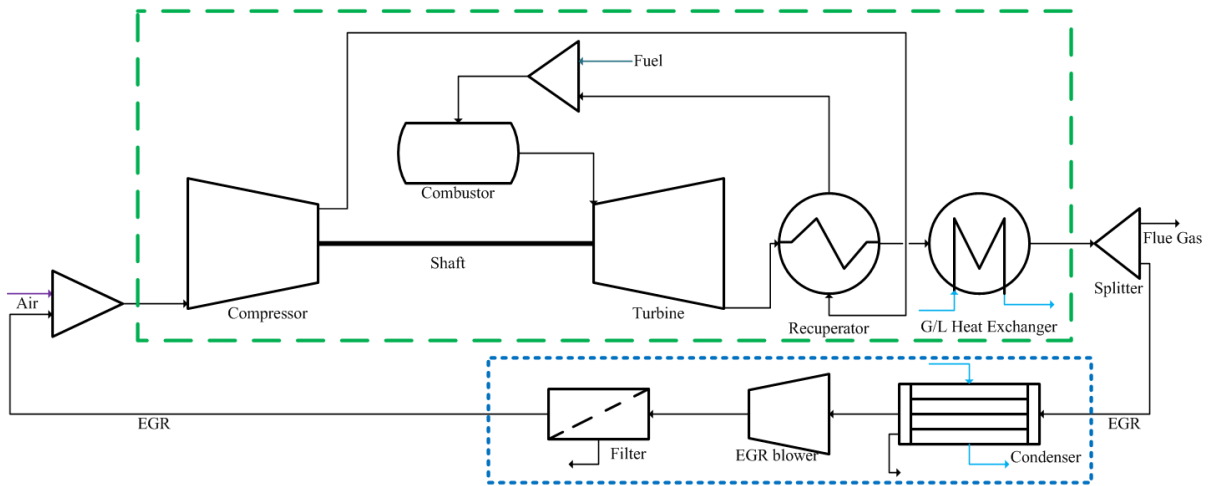 Fuel
Combustor
Flue Gas
Shaft
Splitter
Air
Compressor
Turbine
Recuperator
G/L Heat Exchanger
EGR
Filter
EGR blower
Condenser
EGR